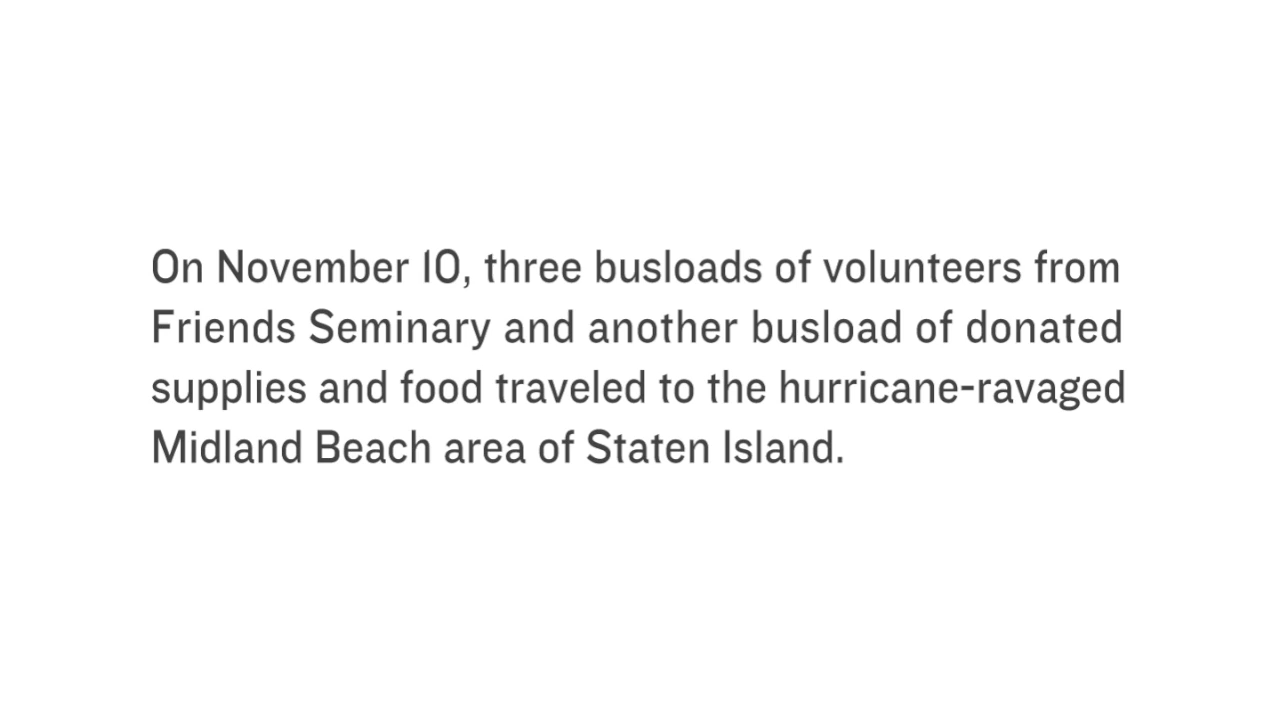 On November 10, three busloads of volunteers from
Friends Seminary and another busload of donated
supplies and food traveled to the hurricane-ravaged
Midland Beach area of Staten Island.